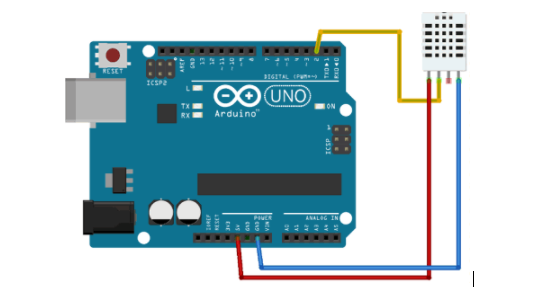 RESET
ICSP2
AREF
GND
13
12
~11
~10
~9
8
7
~6
~5
4
~3
2
TX▸1
RX◂0
DIGITAL (PWM=~)
L
TX
RX
Arduino™
UNO
ON
ICSP
POWER
ANALOG IN
IOREF
RESET
3V3
5V
GND
GND
VIN
A0
A1
A2
A3
A4
A5